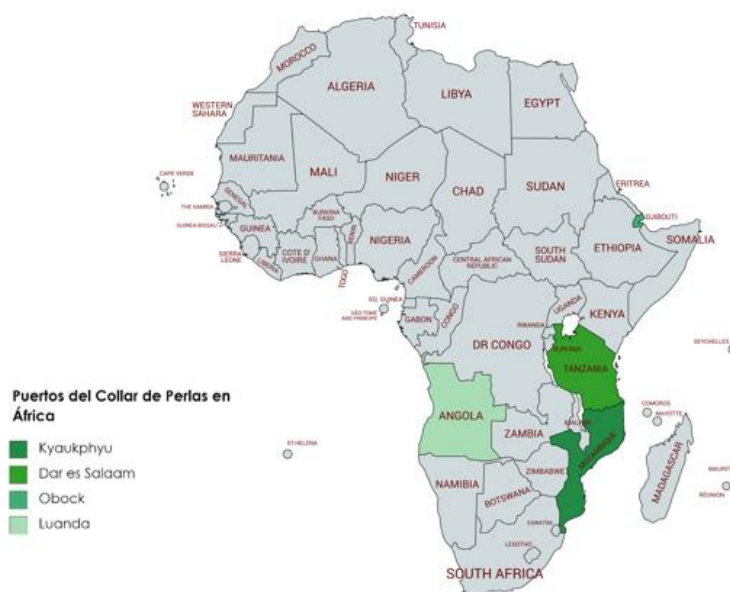 TUNISIA
MOROCCO
ALGERIA
LIBYA
EGYPT
WESTERN
SAHARA
MAURITANIA
MALI
NIGER
CHAD
SUDAN
ERITREA
CAPE VERDE
SENEGAL
THE GAMBIA
GUINEA-BISSAU
GUINEA
SIERRA
LEONE
LIBERIA
COTE D'
IVOIRE
BURKINA
FASO
GHANA
TOGO
BENIN
NIGERIA
CAMEROON
CENTRAL AFRICAN
REPUBLIC
SOUTH
SUDAN
ETHIOPIA
DJIBOUTI
SOMALIA
EQ. GUINEA
SÃO TOMÉ
AND PRINCIPE
GABON
CONGO
DR CONGO
UGANDA
KENYA
RWANDA
BURUNDI
TANZANIA
SEYCHELLES
COMOROS
MAYOTTE
ANGOLA
ZAMBIA
MALAWI
MOZAMBIQUE
ZIMBABWE
MADAGASCAR
MAURIT
RÉUNION
ST.HELENA
NAMIBIA
BOTSWANA
ESWATINI
LESOTHO
SOUTH AFRICA
Puertos del Collar de Perlas en
África
Kyaukphyu
Dar es Salaam
Obock
Luanda